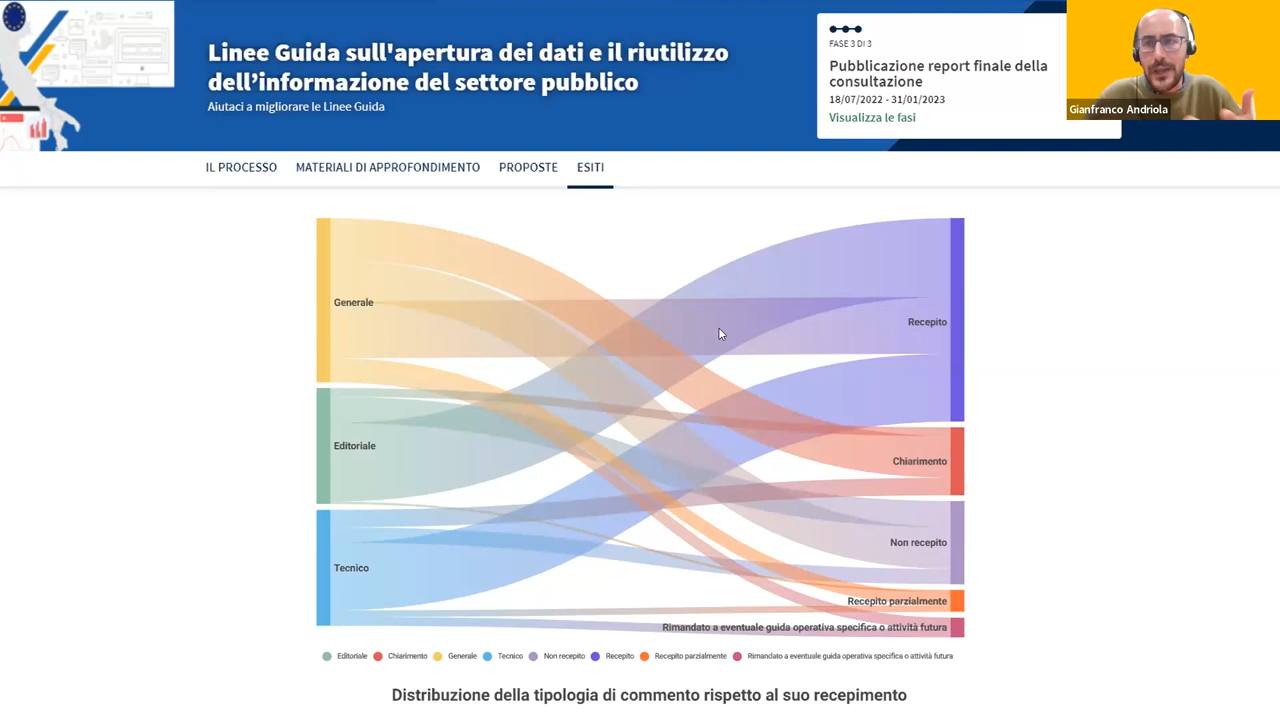 Linee Guida sull'apertura dei dati e il riutilizzo
dell’informazione del settore pubblico
Aiutaci a migliorare le Linee Guida
FASE 3 DI 3
Pubblicazione report finale della
consultazione
18/07/2022 - 31/01/2023
Visualizza le fasi
Gianfranco Andriola
IL PROCESSO MATERIALI DI APPROFONDIMENTO PROPOSTE ESITI
Generale
Recepito
Editoriale
Chiarimento
Non recepito
Tecnico
Recepito parzialmente
Rimandato a eventuale guida operativa specifica o attività futura
Editoriale Chiarimento Generale Tecnico Non recepito Recepito Recepito parzialmente Rimandato a eventuale guida operativa specifica o attività futura
Distribuzione della tipologia di commento rispetto al suo recepimento